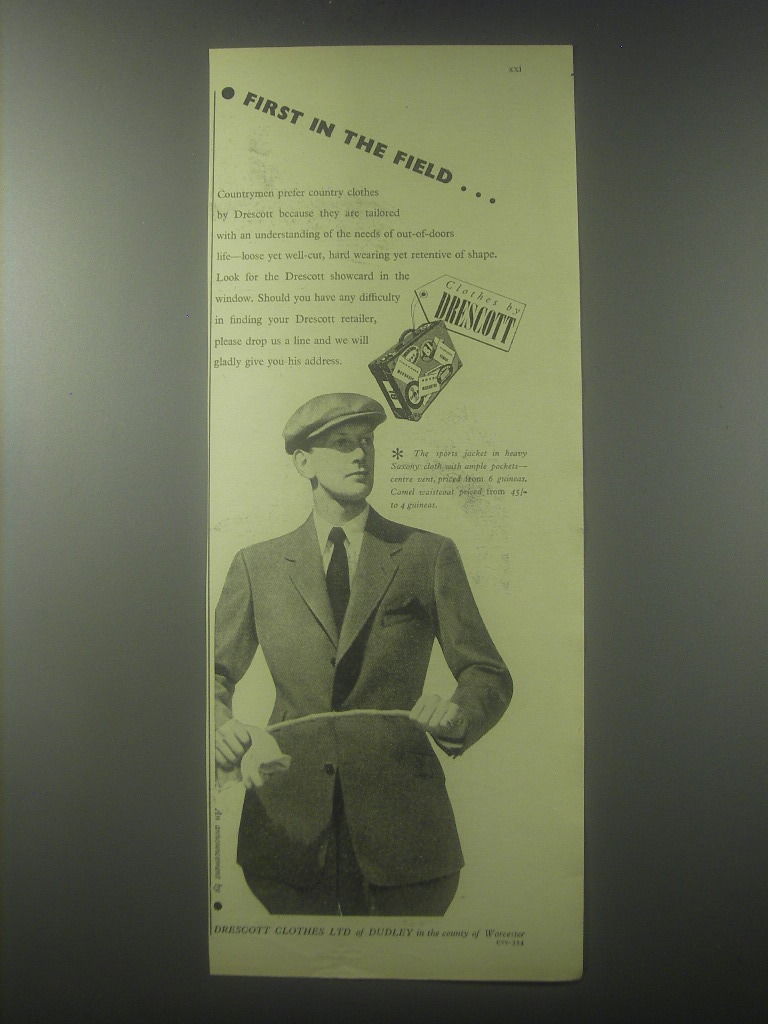 xxi
● FIRST IN THE FIELD . . .
Countrymen prefer country clothes
by Drescott because they are tailored
with an understanding of the needs of out-of-doors
life—loose yet well-cut, hard wearing yet retentive of shape.
Look for the Drescott showcard in the
window. Should you have any difficulty
in finding your Drescott retailer,
please drop us a line and we will
gladly give you his address.
Clothes by
DRESCOTT
* The sports jacket in heavy
Saxony cloth with ample pockets—
centre vent, priced from 6 guineas.
Camel waistcoat priced from 45/-
to 4 guineas.
An announcement by
DRESCOTT CLOTHES LTD of DUDLEY in the county of Worcester